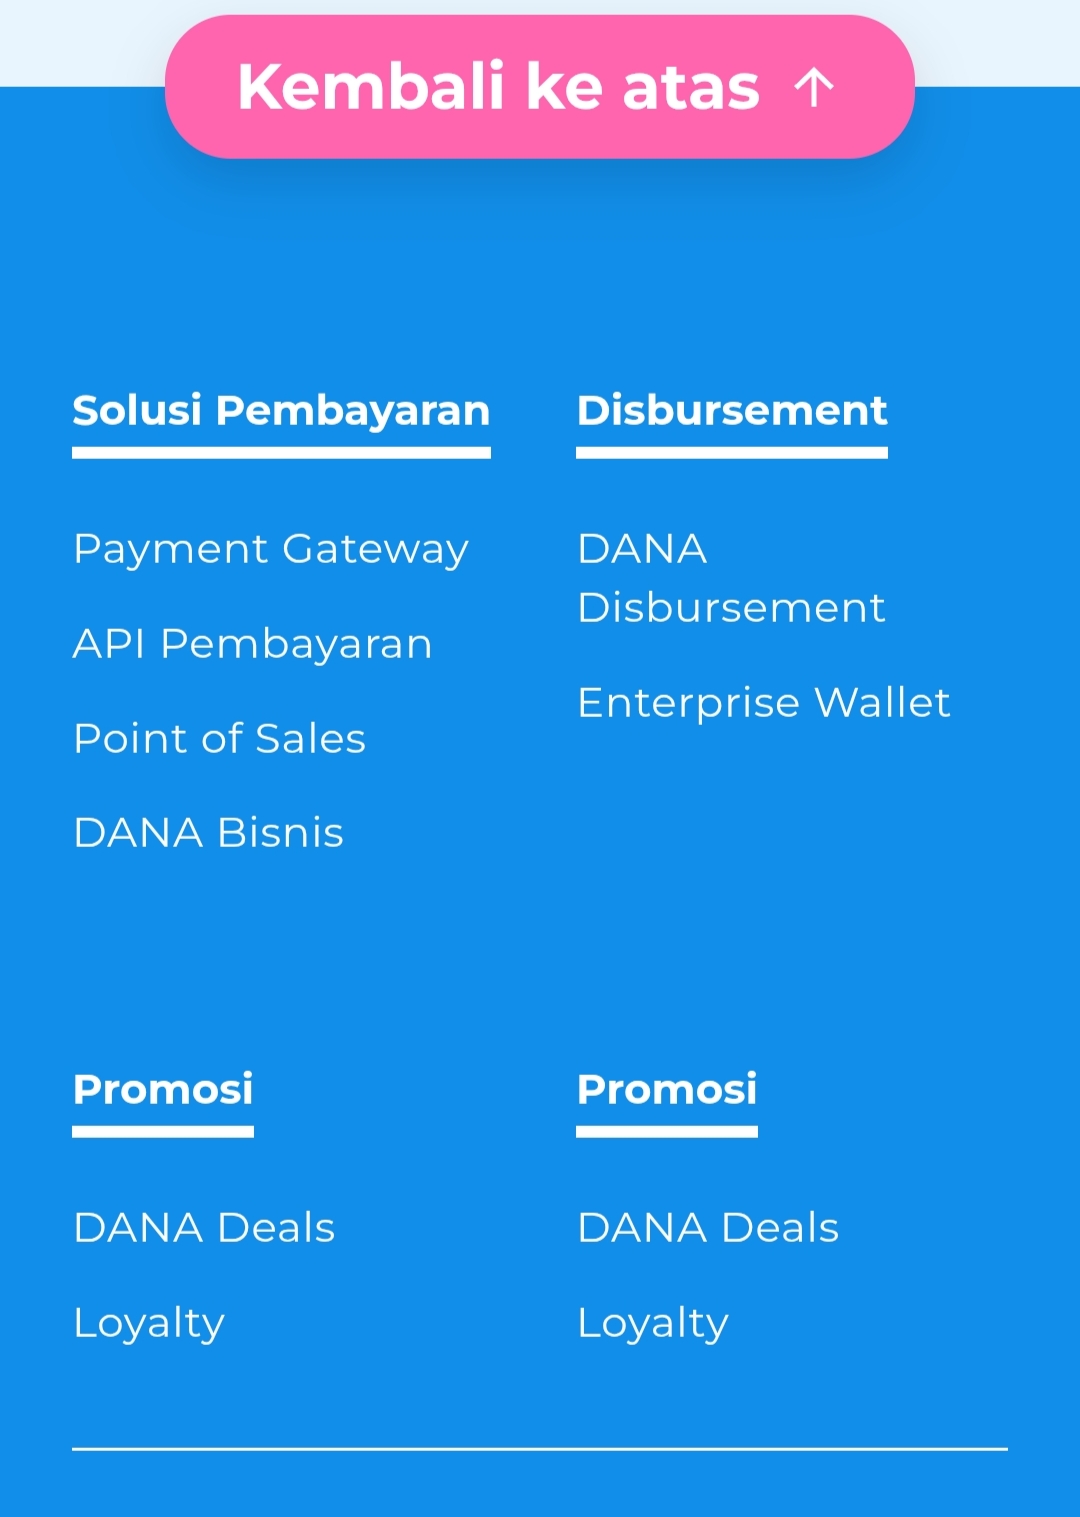 Kembali ke atas ↑
Solusi Pembayaran
Payment Gateway
API Pembayaran
Point of Sales
DANA Bisnis
Disbursement
DANA
Disbursement
Enterprise Wallet
Promosi
DANA Deals
Loyalty
Promosi
DANA Deals
Loyalty